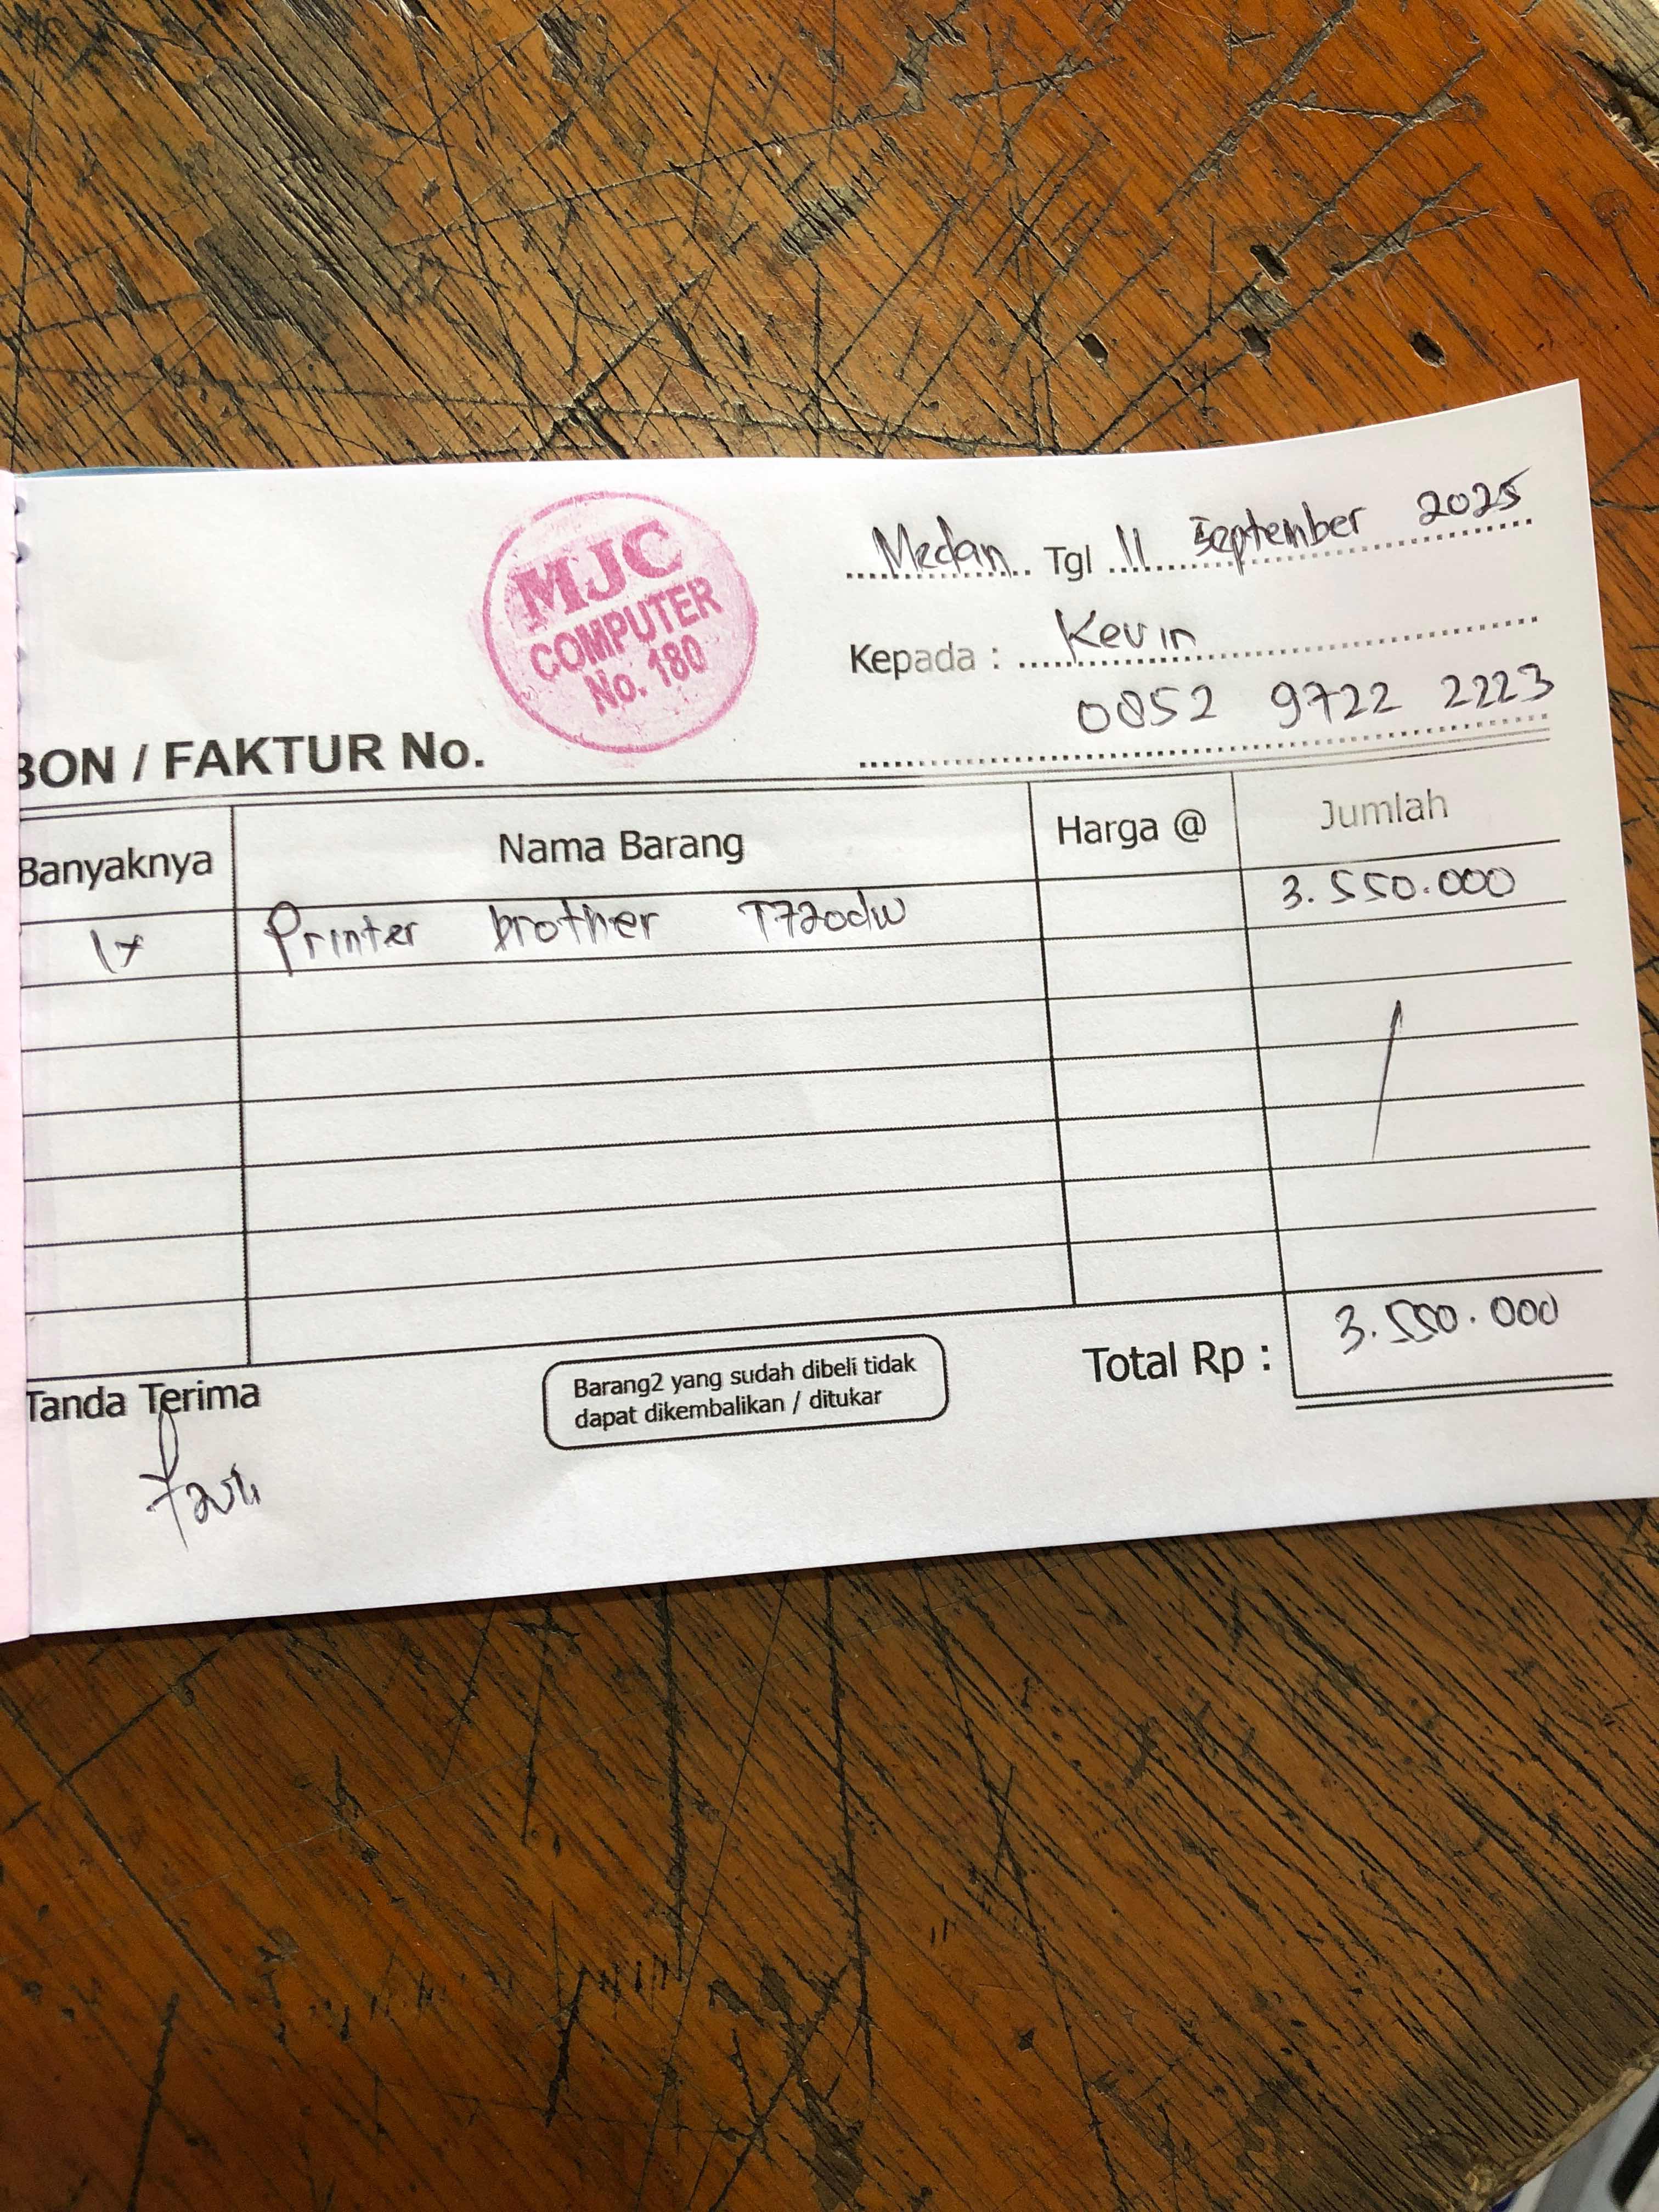 MJC
COMPUTER
No. 180
Medan Tgl 11 September 2025
Kepada : Kevin
0852 9722 2223
BON / FAKTUR No.
Banyaknya Nama Barang Harga @ Jumlah
1x Printer brother T720dw 3.550.000
Total Rp : 3.550.000
Tanda Terima
Barang2 yang sudah dibeli tidak
dapat dikembalikan / ditukar